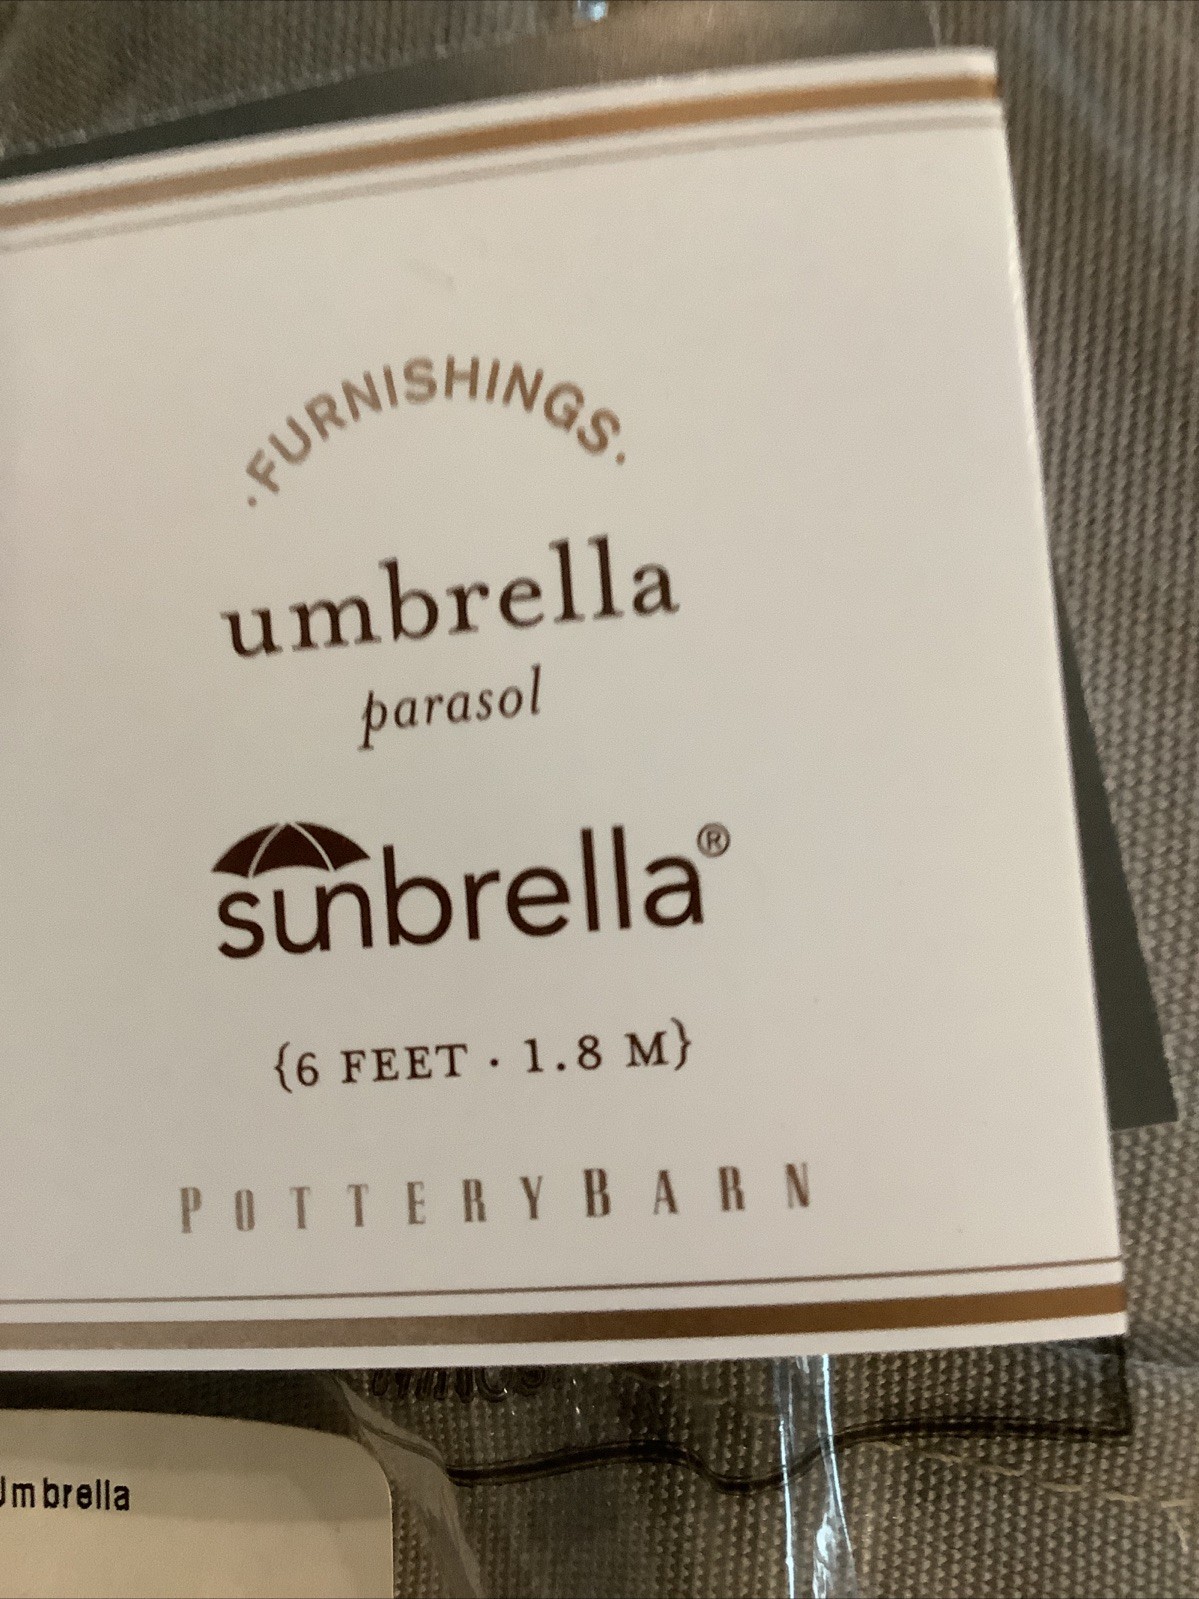 ·FURNISHINGS·
umbrella
parasol
sunbrella®
{6 FEET · 1.8 M}
POTTERYBARN
Umbrella